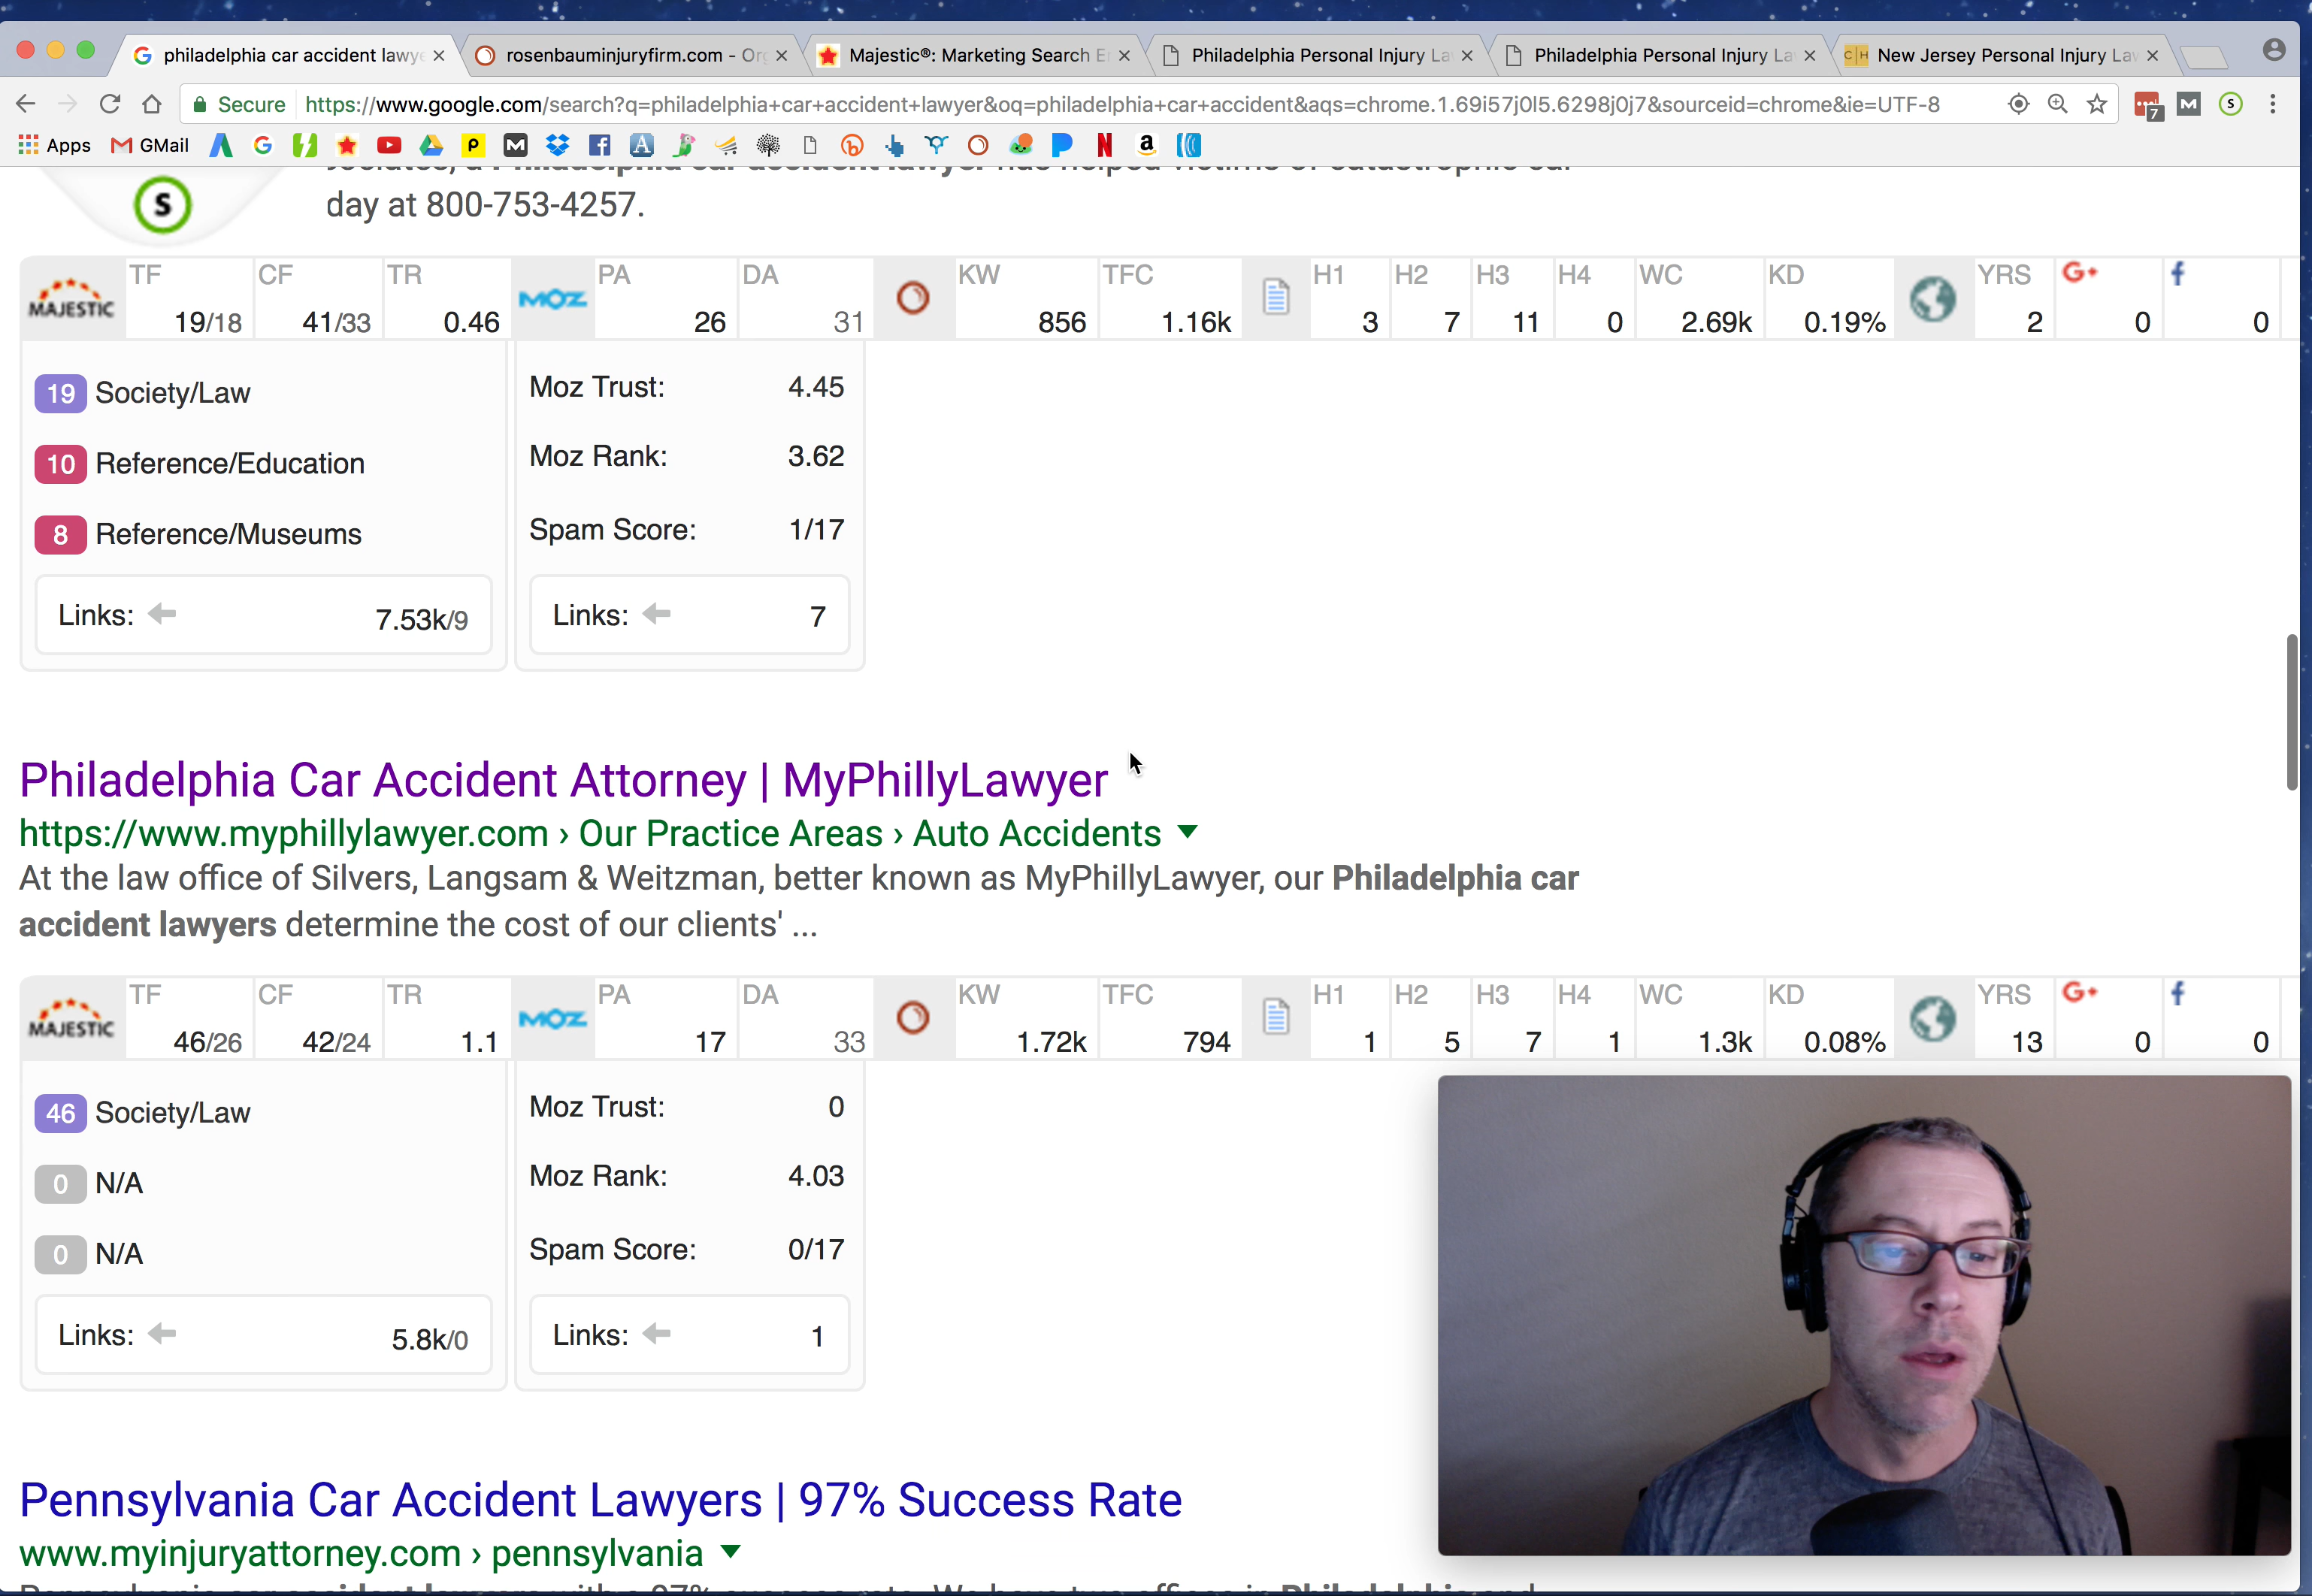 philadelphia car accident lawye
rosenbauminjuryfirm.com - Or
Majestic®: Marketing Search E
Philadelphia Personal Injury La
Philadelphia Personal Injury La
C|H New Jersey Personal Injury Law
Secure https://www.google.com/search?q=philadelphia+car+accident+lawyer&oq=philadelphia+car+accident&aqs=chrome.1.69i57j0l5.6298j0j7&sourceid=chrome&ie=UTF-8
7 M S
Apps GMail
day at 800-753-4257.
S
MAJESTIC TF 19/18 CF 41/33 TR 0.46 MOZ PA 26 DA 31 KW 856 TFC 1.16k H1 3 H2 7 H3 11 H4 0 WC 2.69k KD 0.19% YRS 2 G+ 0 f 0
19 Society/Law
10 Reference/Education
8 Reference/Museums
Links: 7.53k/9
Moz Trust: 4.45
Moz Rank: 3.62
Spam Score: 1/17
Links: 7
Philadelphia Car Accident Attorney | MyPhillyLawyer
https://www.myphillylawyer.com › Our Practice Areas › Auto Accidents
At the law office of Silvers, Langsam & Weitzman, better known as MyPhillyLawyer, our Philadelphia car
accident lawyers determine the cost of our clients' ...
MAJESTIC TF 46/26 CF 42/24 TR 1.1 MOZ PA 17 DA 33 KW 1.72k TFC 794 H1 1 H2 5 H3 7 H4 1 WC 1.3k KD 0.08% YRS 13 G+ 0 f 0
46 Society/Law
0 N/A
0 N/A
Links: 5.8k/0
Moz Trust: 0
Moz Rank: 4.03
Spam Score: 0/17
Links: 1
Pennsylvania Car Accident Lawyers | 97% Success Rate
www.myinjuryattorney.com › pennsylvania